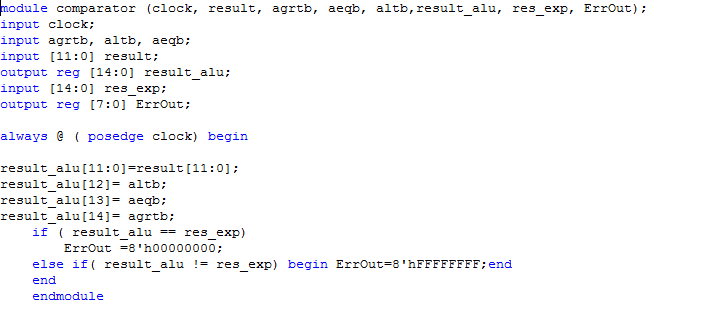 module comparator (clock, result, agrtb, aeqb, altb,result_alu, res_exp, ErrOut);
input clock;
input agrtb, altb, aeqb;
input [11:0] result;
output reg [14:0] result_alu;
input [14:0] res_exp;
output reg [7:0] ErrOut;
always @ ( posedge clock) begin
result_alu[11:0]=result[11:0];
result_alu[12]= altb;
result_alu[13]= aeqb;
result_alu[14]= agrtb;
if ( result_alu == res_exp)
ErrOut =8'h00000000;
else if( result_alu != res_exp) begin ErrOut=8'hFFFFFFFF;end
end
endmodule